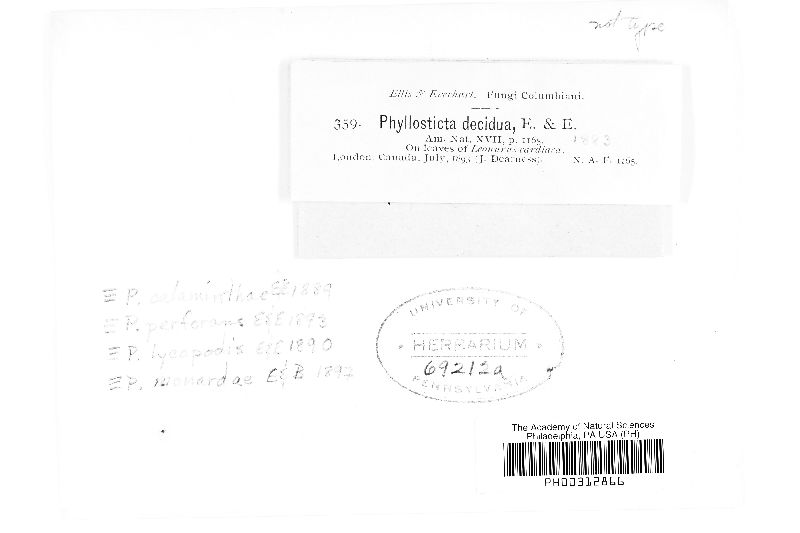 not type
Ellis & Everhart. Fungi Columbiani.
359. Phyllosticta decidua, E. & E.
Am. Nat. XVII, p. 1165. 1883
On leaves of Leonurus cardiaca.
London, Canada, July, 1893 (J. Dearness). N. A. F. 1165.
≡ P. calaminthae E&E 1889
≡ P. perforans E&E 1893
≡ P. lycopodis E&E 1890
≡ P. monardae E&B 1892
UNIVERSITY OF
HERBARIUM
69212a
PENNSYLVANIA
The Academy of Natural Sciences
Philadelphia, PA USA (PH)
PH00312866